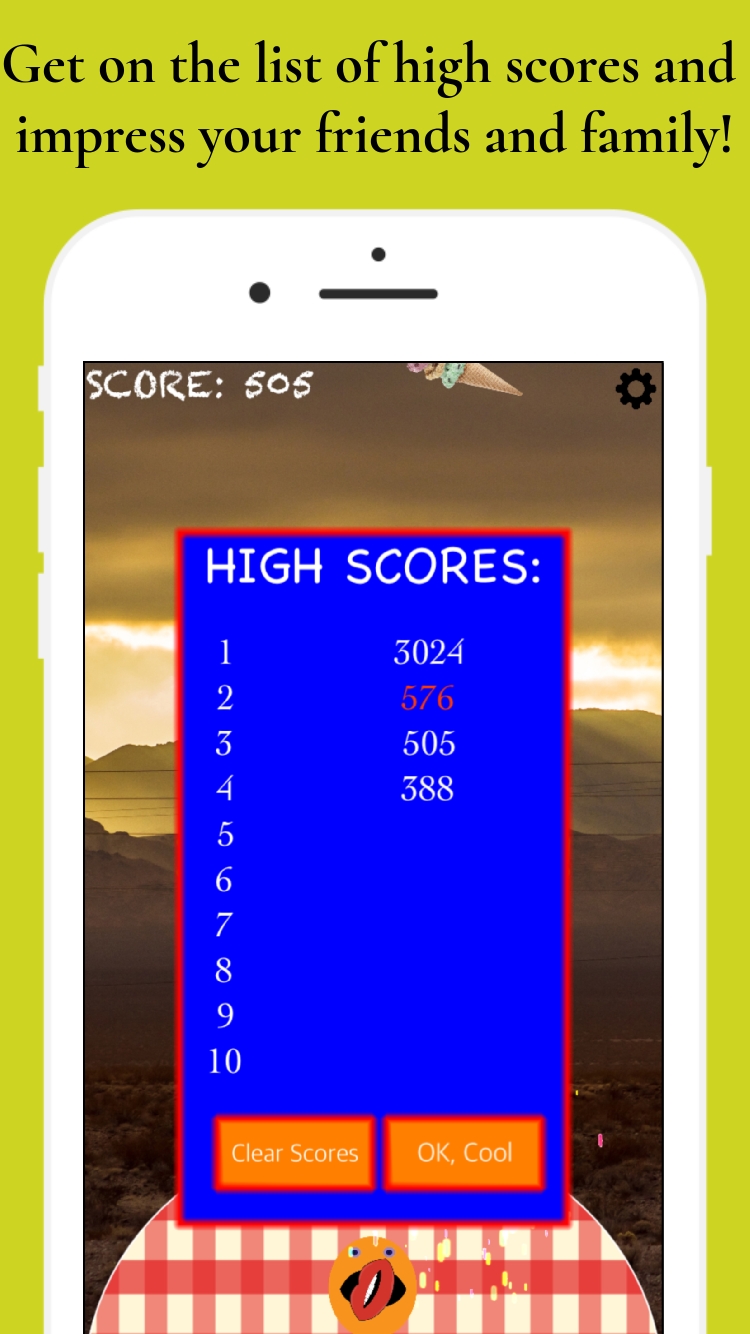 Get on the list of high scores and
impress your friends and family!
SCORE: 505
HIGH SCORES:
1 3024
2 576
3 505
4 388
5
6
7
8
9
10
Clear Scores OK, Cool